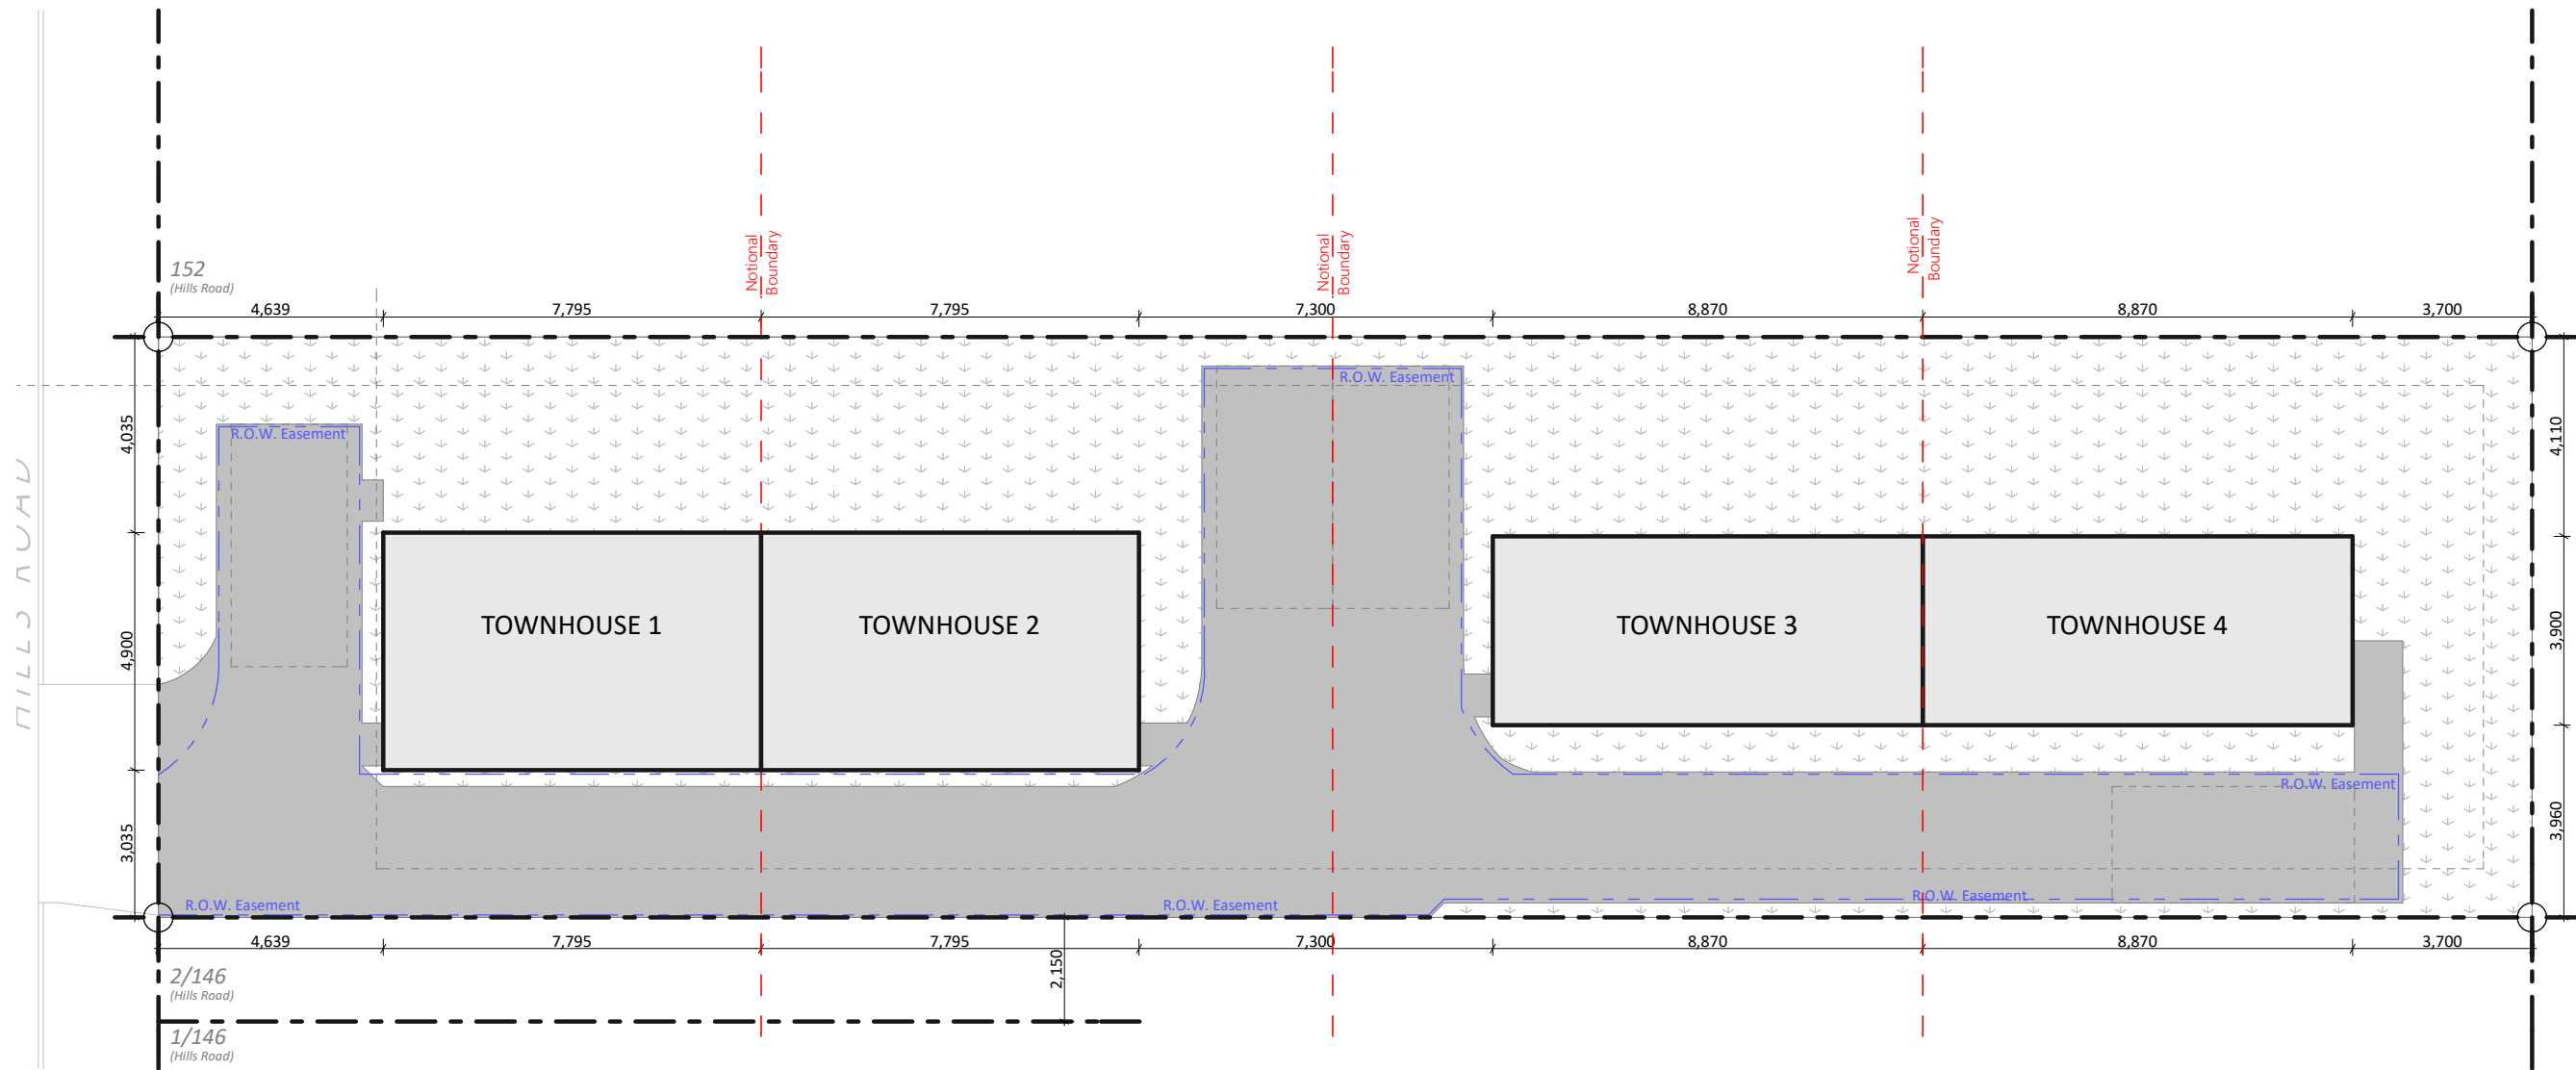 152
(Hills Road)
Notional
Boundary
Notional
Boundary
Notional
Boundary
4,639
7,795
7,795
7,300
8,870
8,870
3,700
R.O.W. Easement
R.O.W. Easement
4,035
4,110
HILLS ROAD
TOWNHOUSE 1
TOWNHOUSE 2
TOWNHOUSE 3
TOWNHOUSE 4
4,900
3,900
R.O.W. Easement
3,035
3,960
R.O.W. Easement
R.O.W. Easement
R.O.W. Easement
4,639
7,795
7,795
7,300
8,870
8,870
3,700
2,150
2/146
(Hills Road)
1/146
(Hills Road)